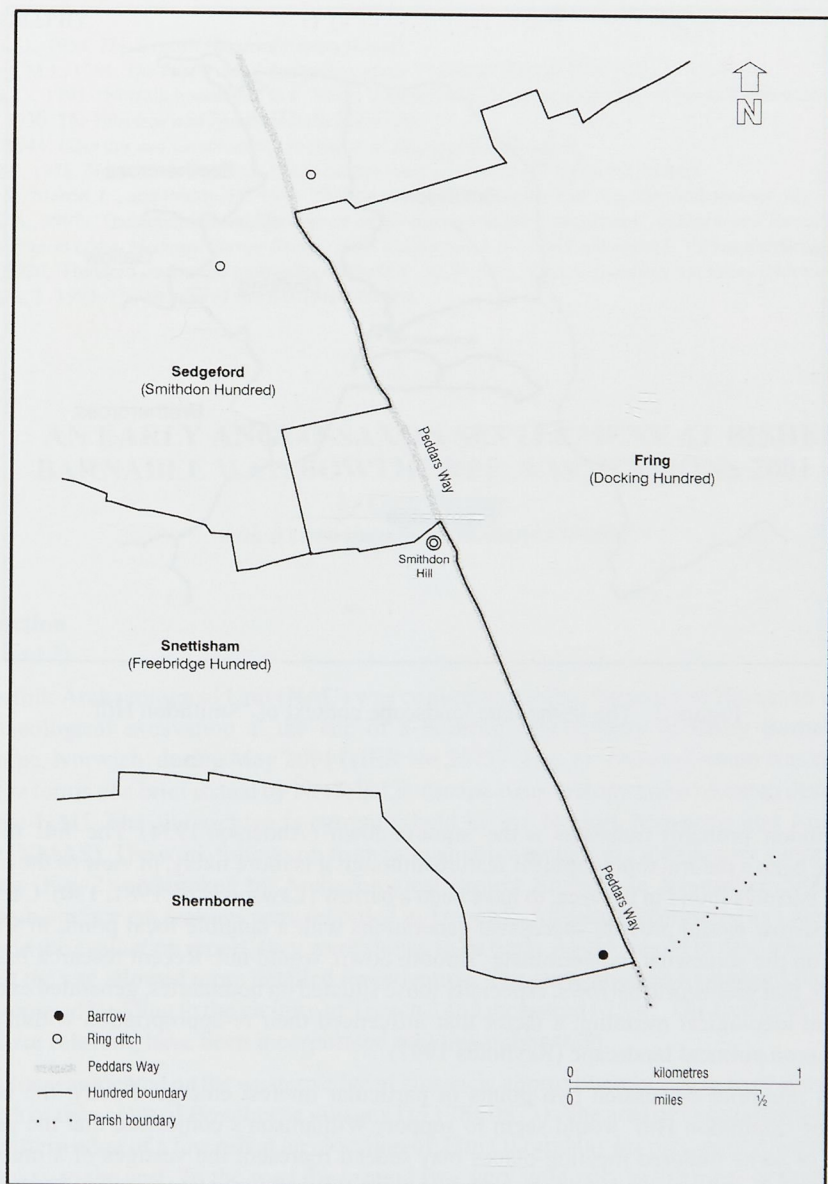 N
Sedgeford
(Smithdon Hundred)
Peddars Way
Fring
(Docking Hundred)
Smithdon
Hill
Snettisham
(Freebridge Hundred)
Peddars Way
Shernborne
Barrow
Ring ditch
Peddars Way
Hundred boundary
Parish boundary
0 kilometres 1
0 miles ½